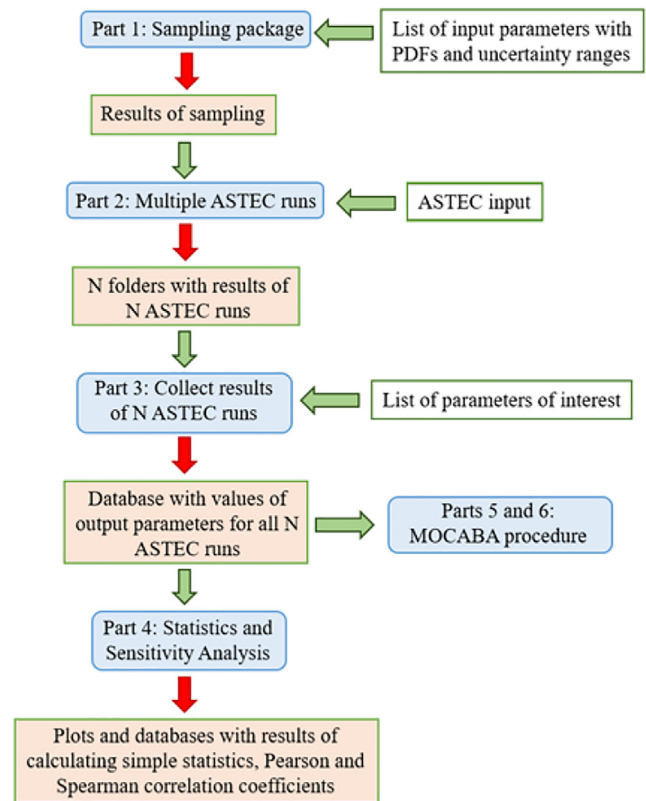 Part 1: Sampling package
List of input parameters with
PDFs and uncertainty ranges
Results of sampling
Part 2: Multiple ASTEC runs
ASTEC input
N folders with results of
N ASTEC runs
Part 3: Collect results
of N ASTEC runs
List of parameters of interest
Database with values of
output parameters for all N
ASTEC runs
Parts 5 and 6:
MOCABA procedure
Part 4: Statistics and
Sensitivity Analysis
Plots and databases with results of
calculating simple statistics, Pearson and
Spearman correlation coefficients